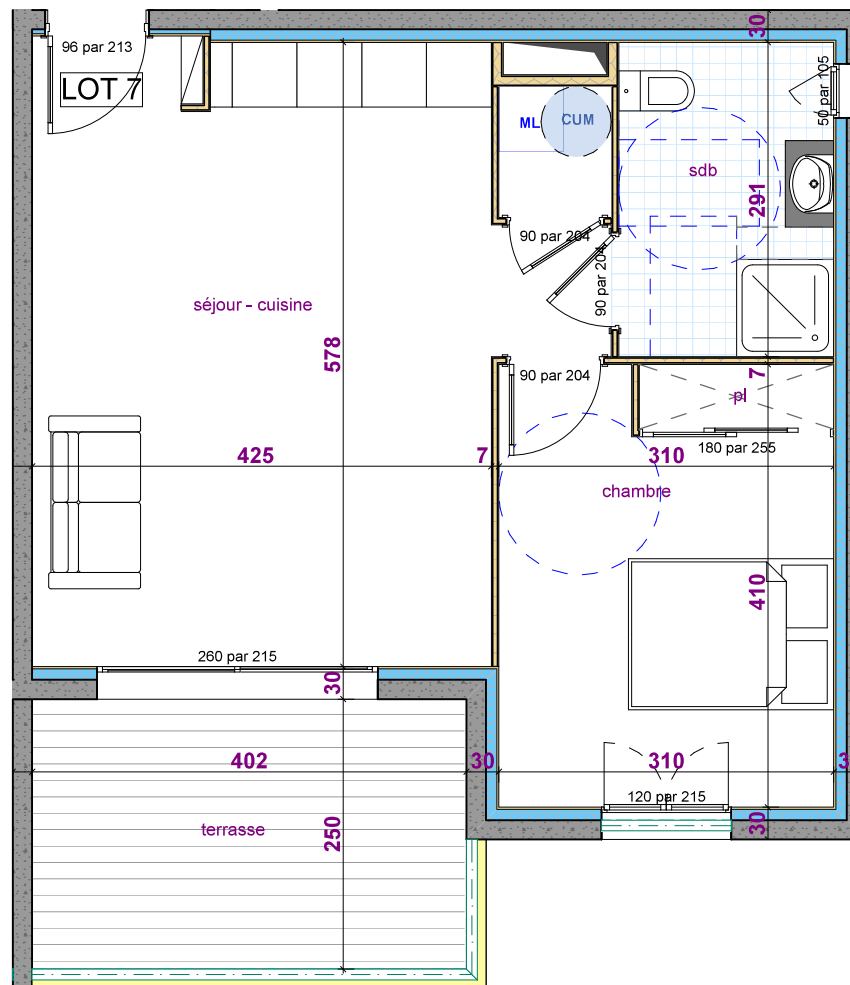 30
96 par 213
LOT 7
50 par 105
ML
CUM
sdb
291
90 par 204
90 par 204
séjour - cuisine
578
90 par 204
7
pl
180 par 255
425
7
310
chambre
410
260 par 215
30
402
30
310
3
120 par 215
250
terrasse
30